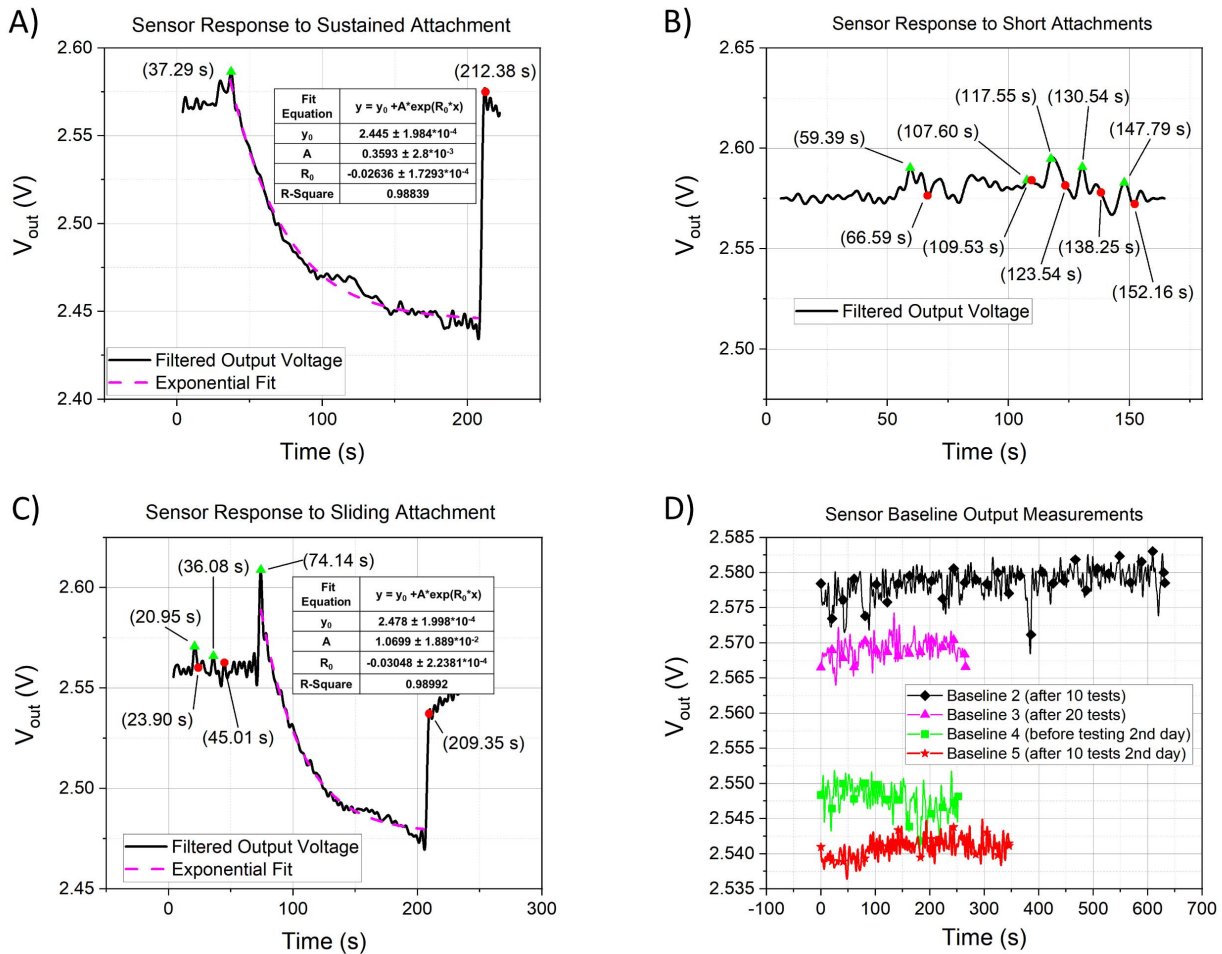 A)
Sensor Response to Sustained Attachment
2.60
2.55
2.50
2.45
2.40
V_out (V)
0
100
200
Time (s)
(37.29 s)
(212.38 s)
Fit Equation
y = y₀ +A*exp(R₀*x)
y₀
2.445 ± 1.984*10⁻⁴
A
0.3593 ± 2.8*10⁻³
R₀
-0.02636 ± 1.7293*10⁻⁴
R-Square
0.98839
Filtered Output Voltage
Exponential Fit
B)
Sensor Response to Short Attachments
2.65
2.60
2.55
2.50
V_out (V)
0
50
100
150
Time (s)
(59.39 s)
(107.60 s)
(117.55 s)
(130.54 s)
(147.79 s)
(66.59 s)
(109.53 s)
(123.54 s)
(138.25 s)
(152.16 s)
Filtered Output Voltage
C)
Sensor Response to Sliding Attachment
2.60
2.55
2.50
2.45
V_out (V)
0
100
200
300
Time (s)
(20.95 s)
(36.08 s)
(74.14 s)
(23.90 s)
(45.01 s)
(209.35 s)
Fit Equation
y = y₀ +A*exp(R₀*x)
y₀
2.478 ± 1.998*10⁻⁴
A
1.0699 ± 1.889*10⁻²
R₀
-0.03048 ± 2.2381*10⁻⁴
R-Square
0.98992
Filtered Output Voltage
Exponential Fit
D)
Sensor Baseline Output Measurements
2.585
2.580
2.575
2.570
2.565
2.560
2.555
2.550
2.545
2.540
2.535
V_out (V)
-100
0
100
200
300
400
500
600
700
Time (s)
Baseline 2 (after 10 tests)
Baseline 3 (after 20 tests)
Baseline 4 (before testing 2nd day)
Baseline 5 (after 10 tests 2nd day)